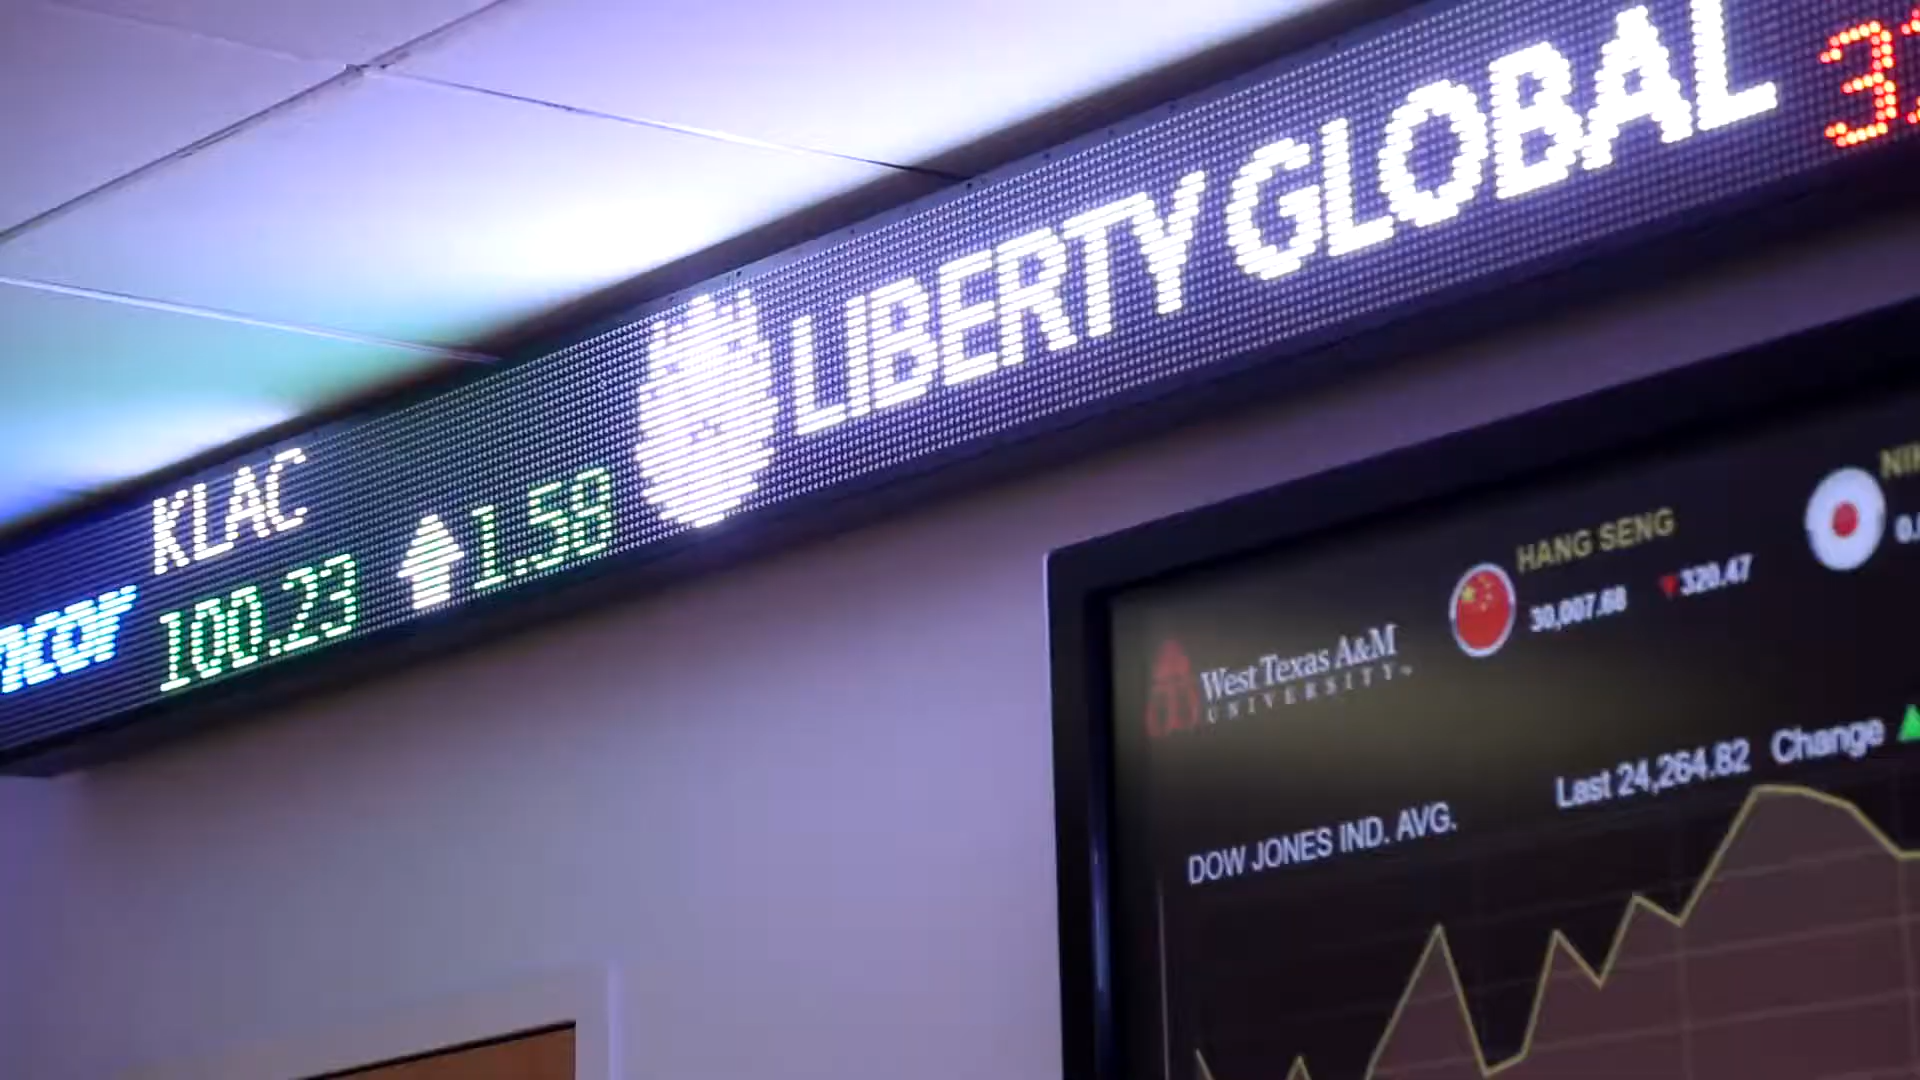 ncor
KLAC
100.23
1.58
LIBERTY GLOBAL
HANG SENG
30,007.68
320.47
West Texas A&M
UNIVERSITY
DOW JONES IND. AVG.
Last 24,264.82 Change